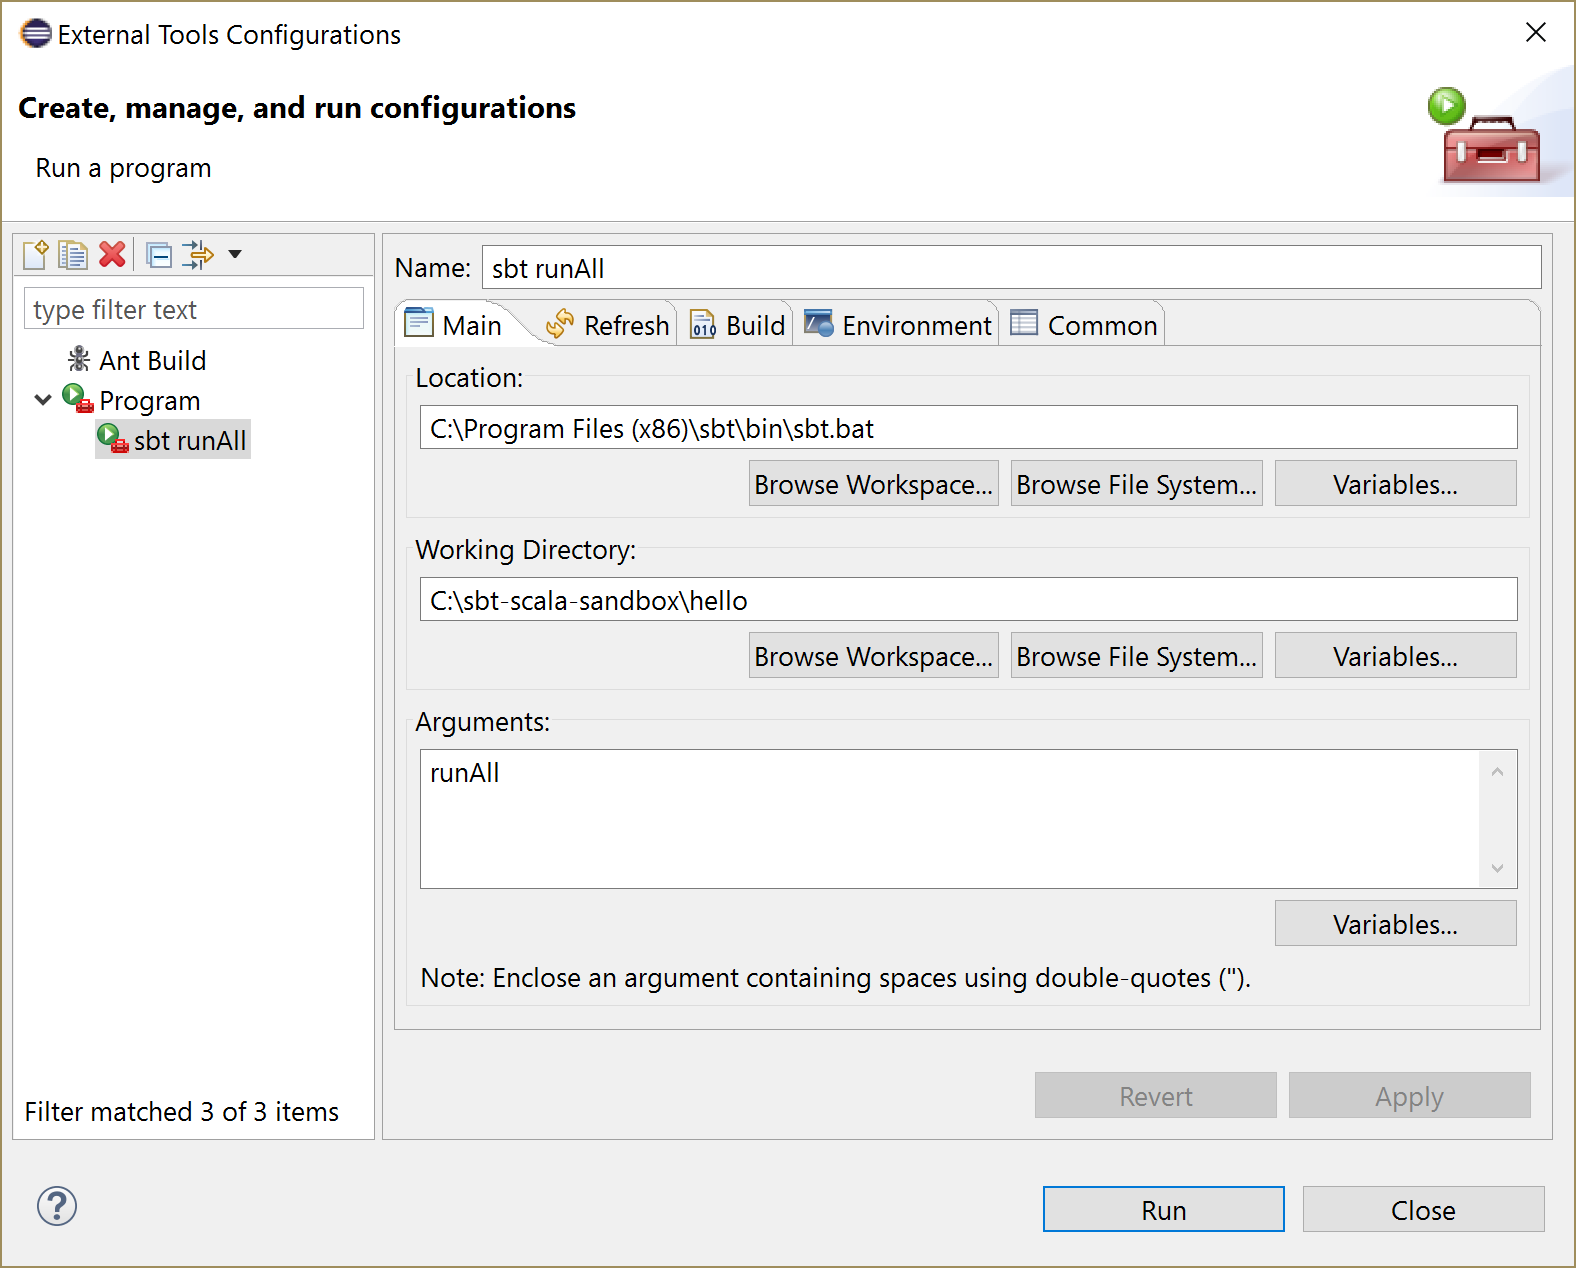 External Tools Configurations
Create, manage, and run configurations
Run a program
type filter text
Ant Build
Program
sbt runAll
Filter matched 3 of 3 items
Name: sbt runAll
Main Refresh 010 Build Environment Common
Location:
C:\Program Files (x86)\sbt\bin\sbt.bat
Browse Workspace... Browse File System... Variables...
Working Directory:
C:\sbt-scala-sandbox\hello
Browse Workspace... Browse File System... Variables...
Arguments:
runAll
Variables...
Note: Enclose an argument containing spaces using double-quotes (").
Revert Apply
? Run Close